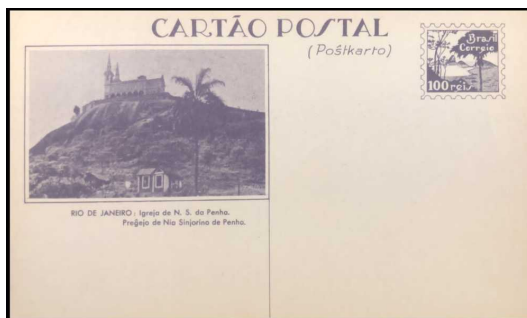 CARTÃO POSTAL
(Poŝtkarto)
Brasil
Correio
100 reis
RIO DE JANEIRO: Igreja de N. S. da Penha.
Preĝejo de Nia Sinjorino de Penha.